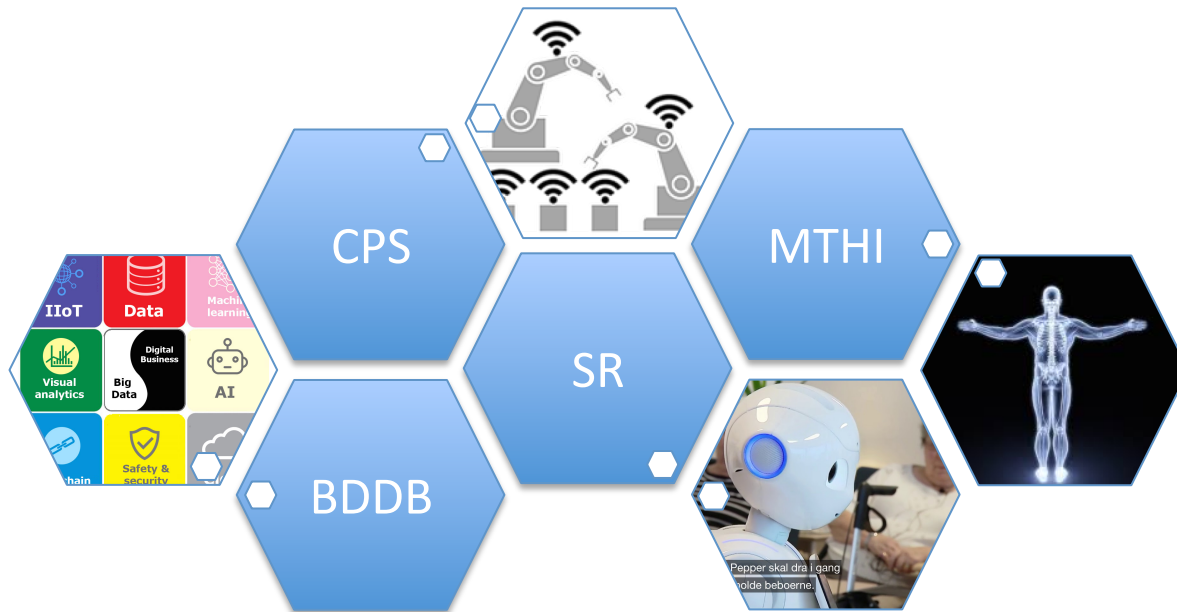 CPS
MTHI
SR
BDDB
IIoT
Data
learning
Visual
analytics
Big
Data
Digital
Business
AI
Safety &
security
Pepper skal dra i gang
beboerne.